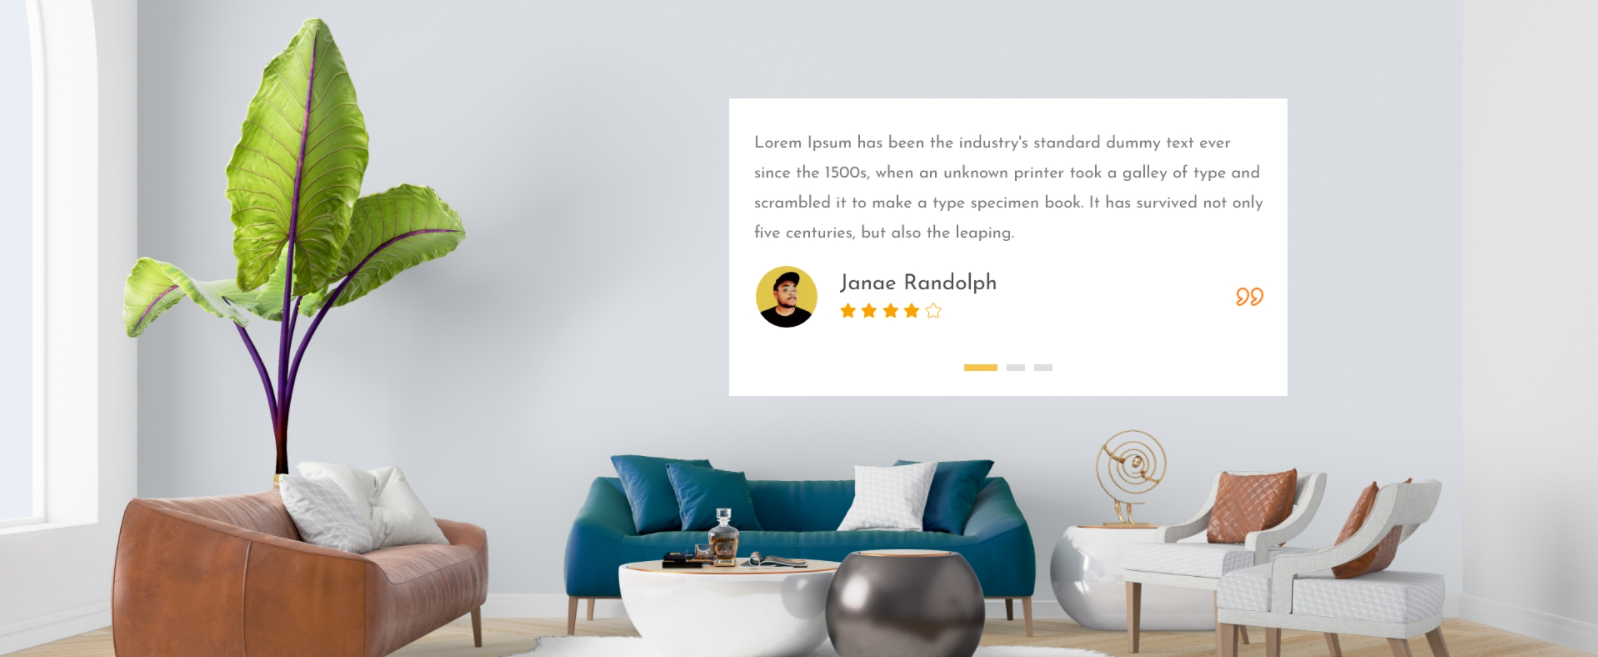 Lorem Ipsum has been the industry's standard dummy text ever
since the 1500s, when an unknown printer took a galley of type and
scrambled it to make a type specimen book. It has survived not only
five centuries, but also the leaping.
Janae Randolph